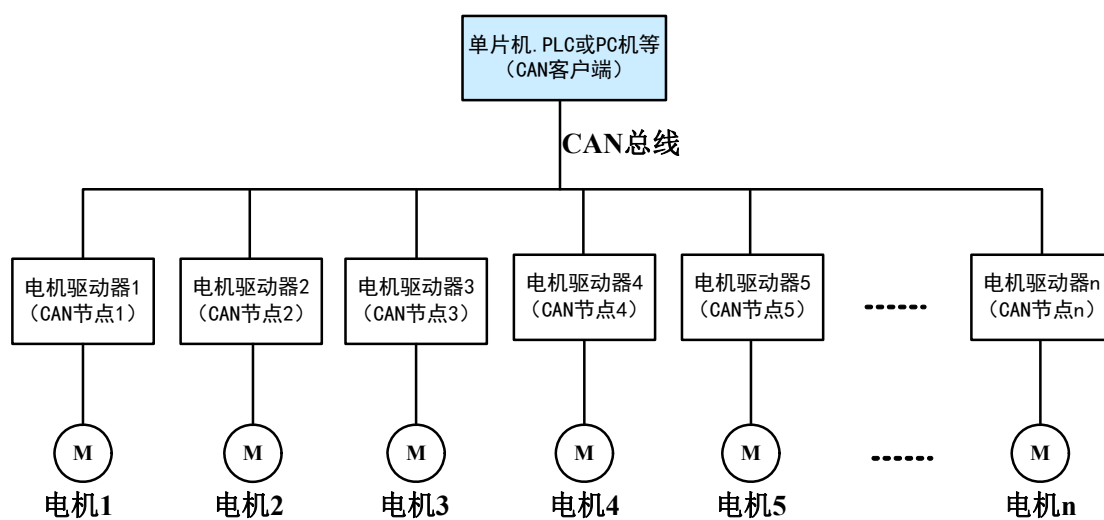 单片机.PLC或PC机等
（CAN客户端）
CAN总线
电机驱动器1
（CAN节点1）
电机驱动器2
（CAN节点2）
电机驱动器3
（CAN节点3）
电机驱动器4
（CAN节点4）
电机驱动器5
（CAN节点5）
······
电机驱动器n
（CAN节点n）
M
M
M
M
M
······
M
电机1
电机2
电机3
电机4
电机5
电机n